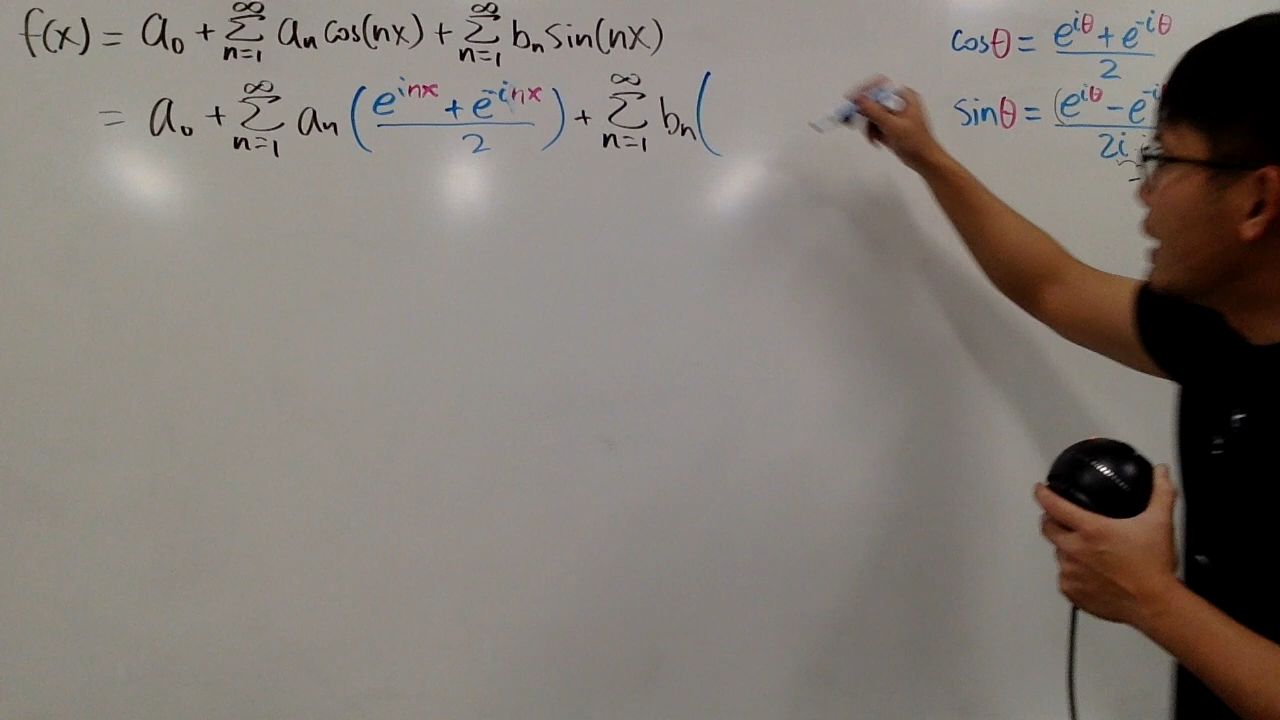 f(x) = a₀ + ∞∑n=1 aₙ cos(nx) + ∞∑n=1 bₙ sin(nx)
= a₀ + ∞∑n=1 aₙ (e^{inx} + e^{-inx} / 2) + ∞∑n=1 bₙ (
cosθ = e^{iθ} + e^{-iθ} / 2
sinθ = (e^{iθ} - e^{-i / 2i